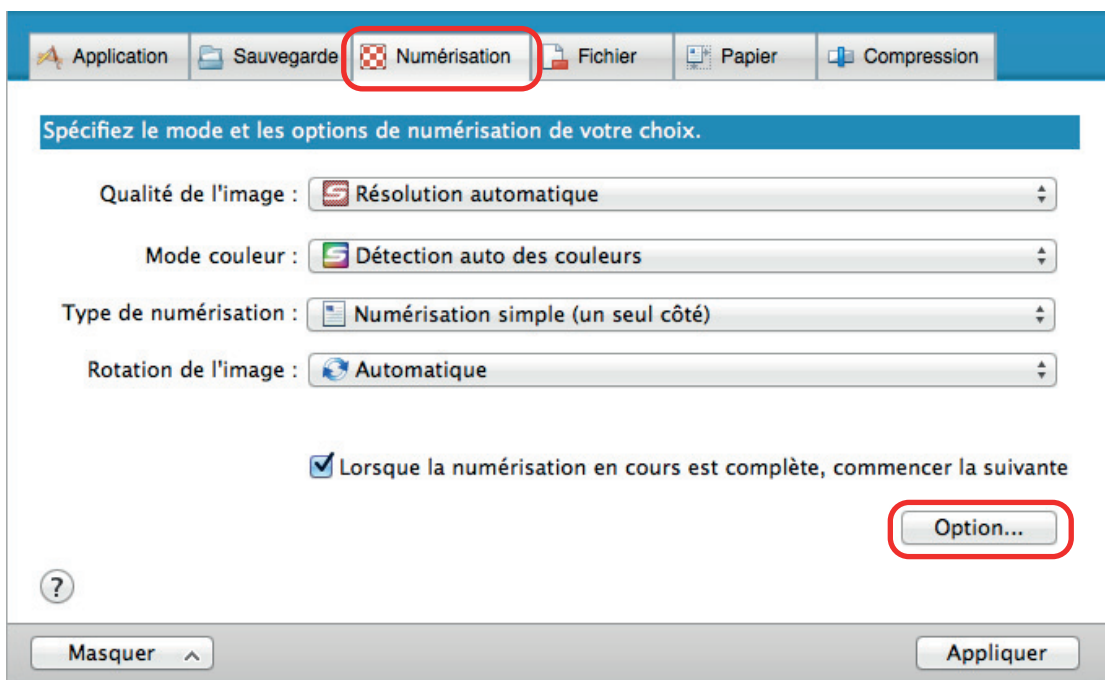 Application Sauvegarde Numérisation Fichier Papier Compression
Spécifiez le mode et les options de numérisation de votre choix.
Qualité de l'image : Résolution automatique
Mode couleur : Détection auto des couleurs
Type de numérisation : Numérisation simple (un seul côté)
Rotation de l'image : Automatique
Lorsque la numérisation en cours est complète, commencer la suivante
Option...
?
Masquer Appliquer